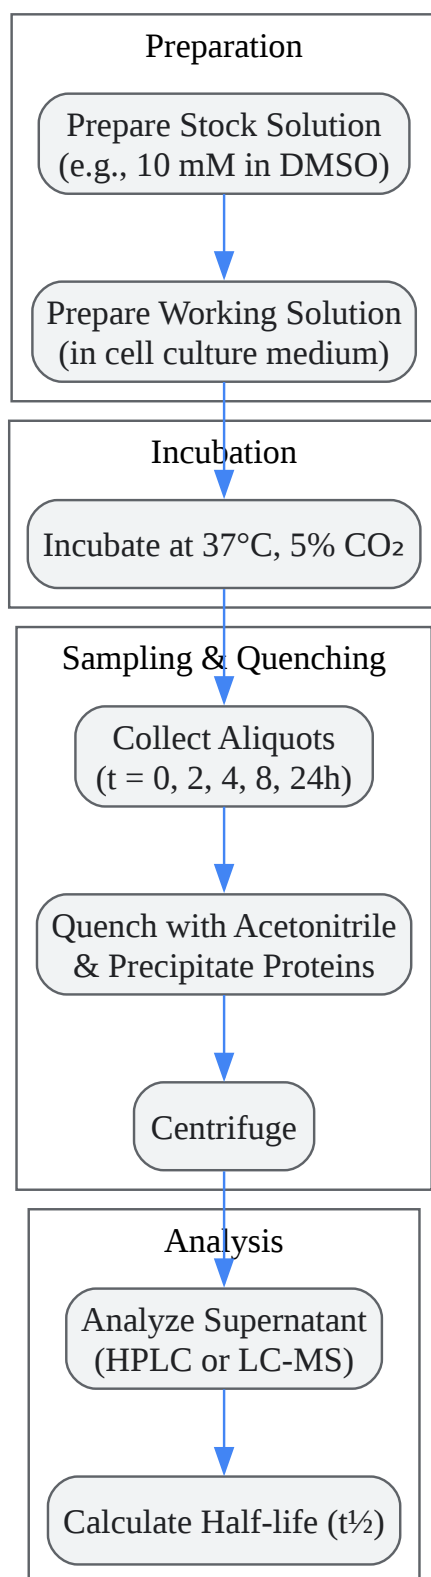 Preparation
Prepare Stock Solution
(e.g., 10 mM in DMSO)
Prepare Working Solution
(in cell culture medium)
Incubation
Incubate at 37°C, 5% CO₂
Sampling & Quenching
Collect Aliquots
(t = 0, 2, 4, 8, 24h)
Quench with Acetonitrile
& Precipitate Proteins
Centrifuge
Analysis
Analyze Supernatant
(HPLC or LC-MS)
Calculate Half-life (t½)